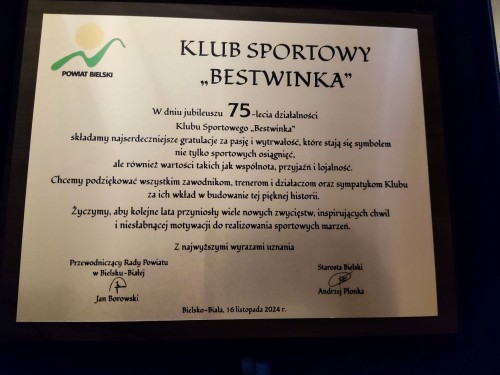 POWIAT BIELSKI
KLUB SPORTOWY
„BESTWINKA”
W dniu jubileuszu 75-lecia działalności
Klubu Sportowego „Bestwinka”
składamy najserdeczniejsze gratulacje za pasję i wytrwałość, które stają się symbolem
nie tylko sportowych osiągnięć,
ale również wartości takich jak wspólnota, przyjaźń i lojalność.
Chcemy podziękować wszystkim zawodnikom, trenerom i działaczom oraz sympatykom Klubu
za ich wkład w budowanie tej pięknej historii.
Życzymy, aby kolejne lata przyniosły wiele nowych zwycięstw, inspirujących chwil
i niesłabnącej motywacji do realizowania sportowych marzeń.
Z najwyższymi wyrazami uznania
Przewodniczący Rady Powiatu
w Bielsku-Białej
Jan Borowski
Starosta Bielski
Andrzej Płonka
Bielsko-Biała, 16 listopada 2024 r.